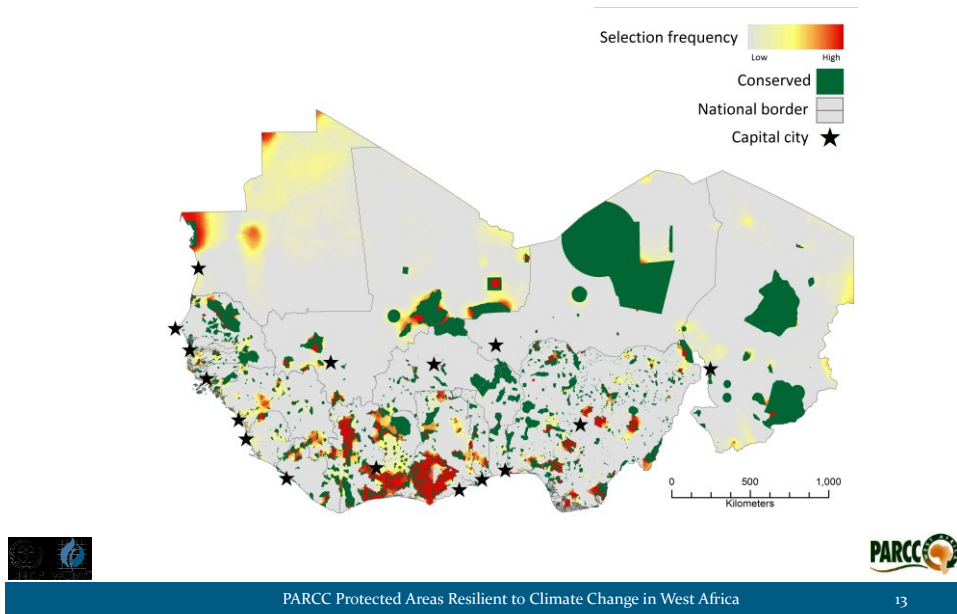 Selection frequency
Low High
Conserved
National border
Capital city
0 500 1,000
Kilometers
PARCC
PARCC Protected Areas Resilient to Climate Change in West Africa 13